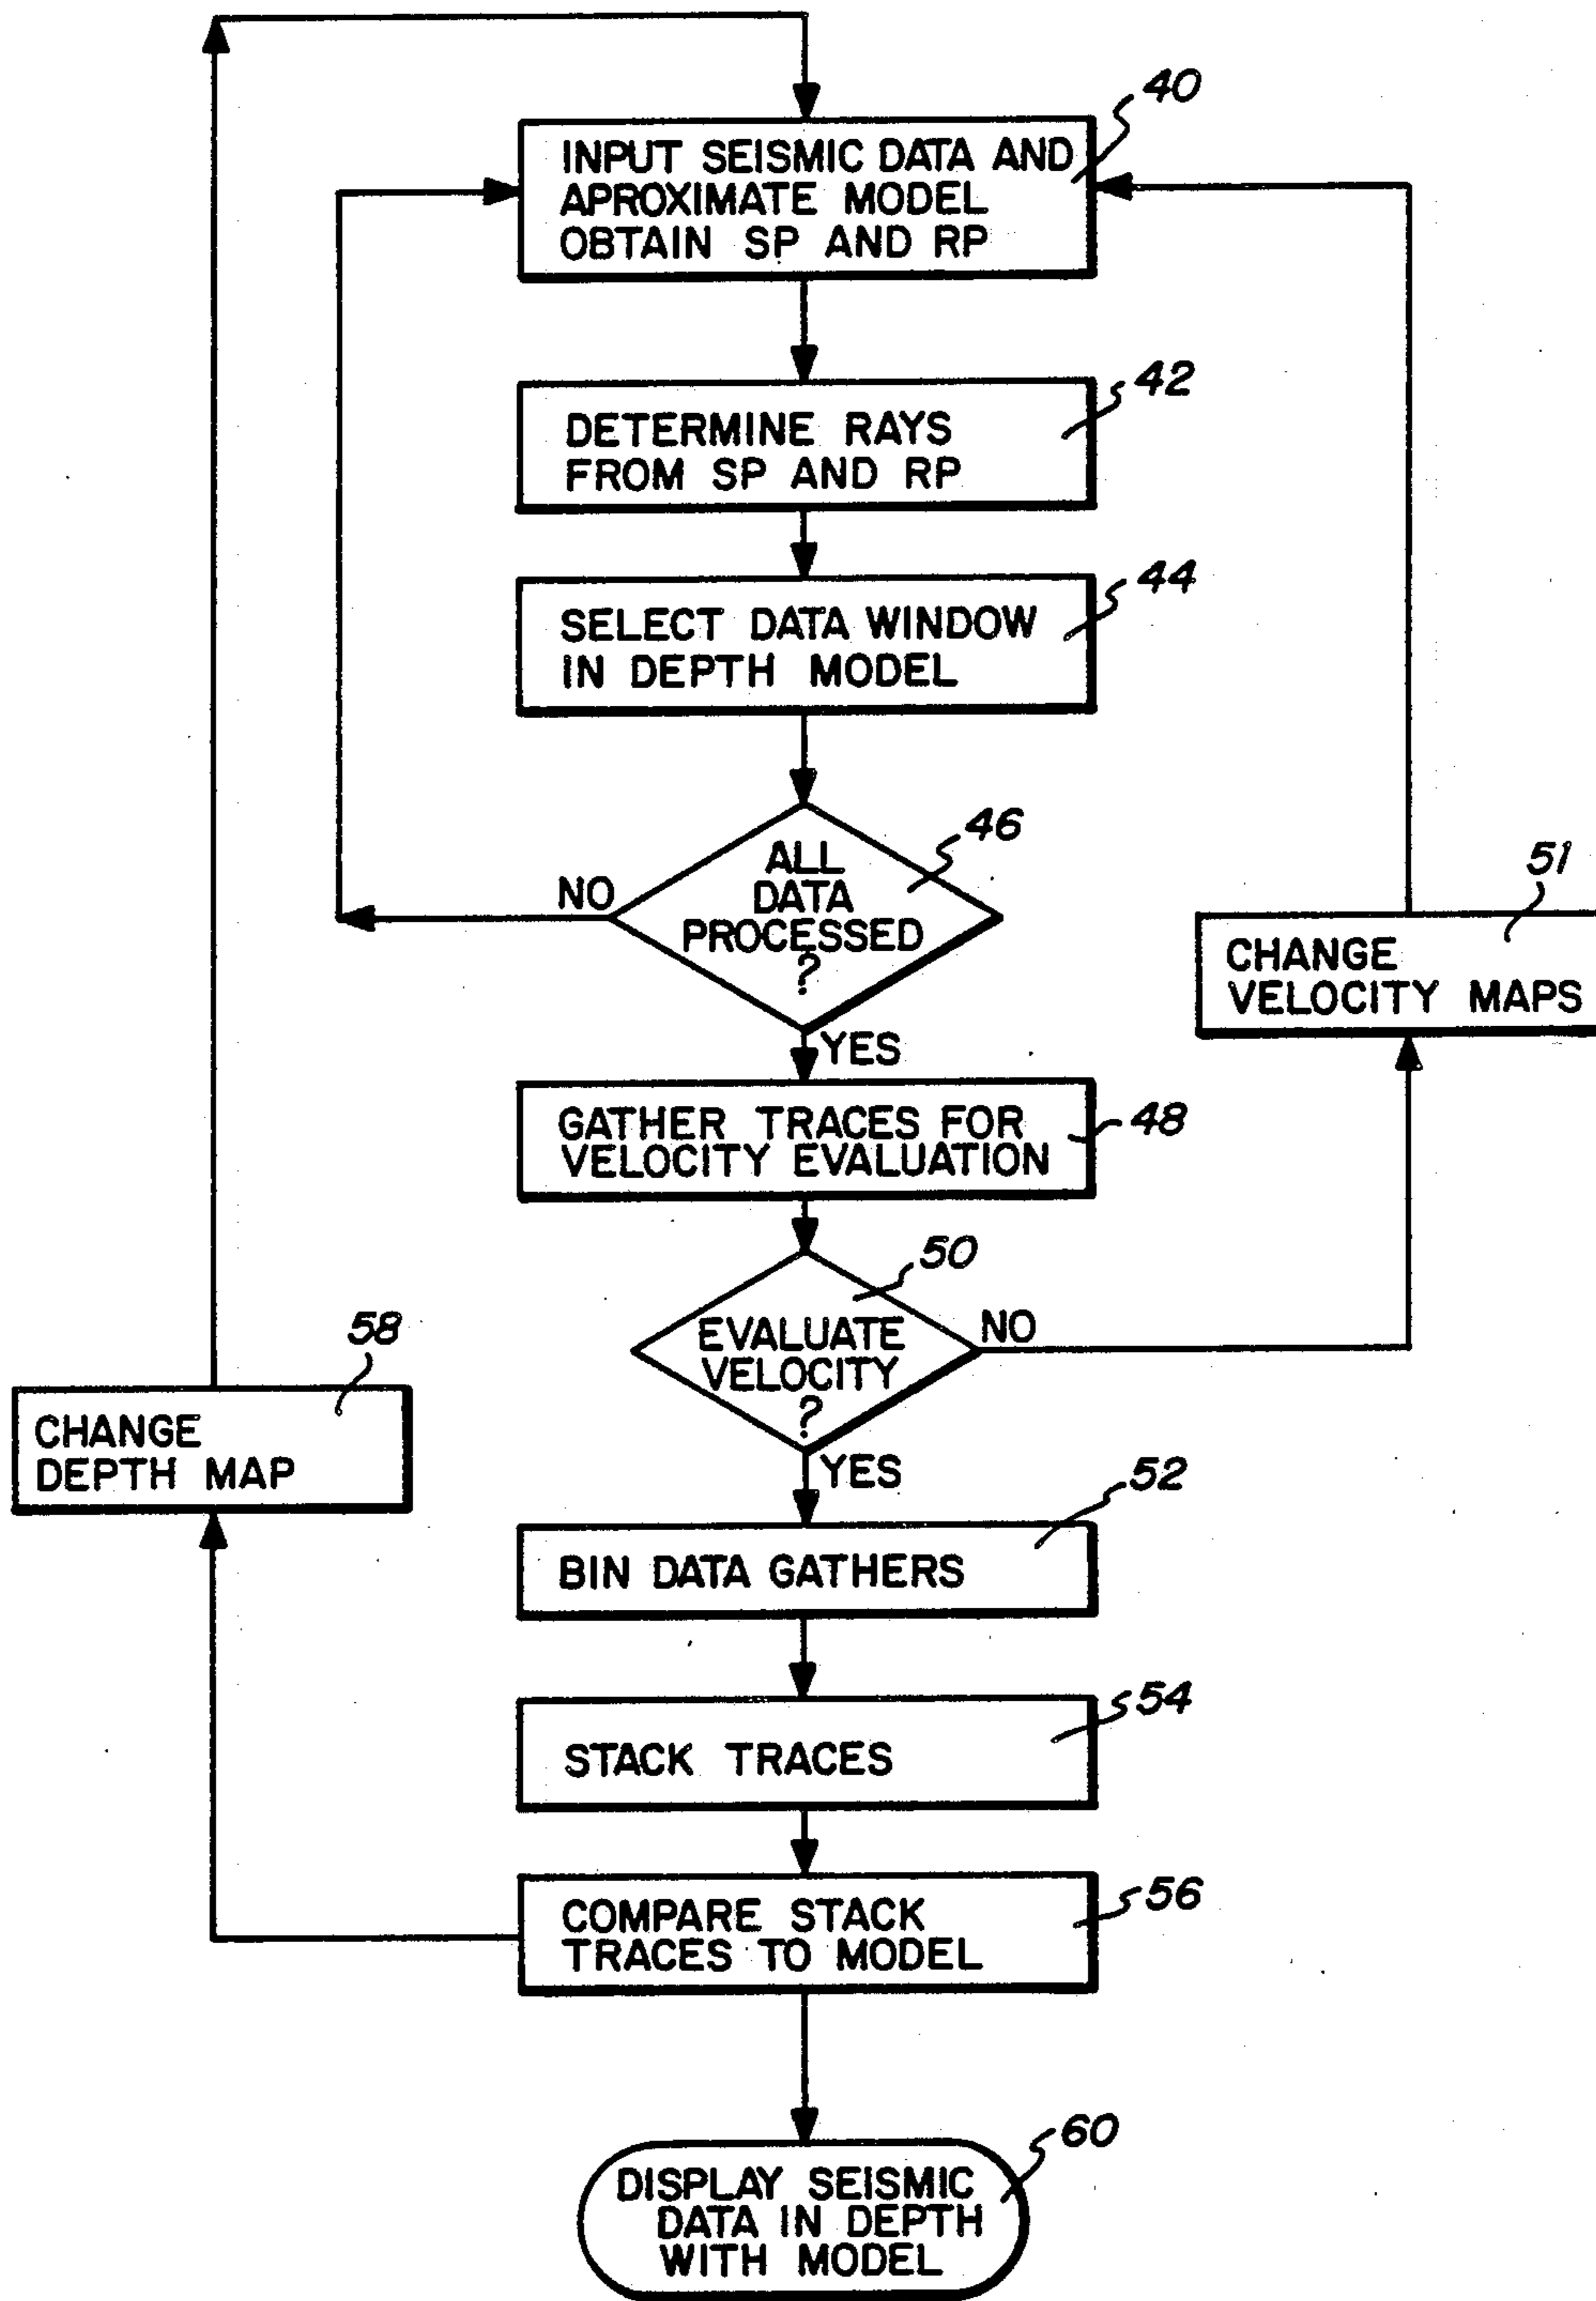 40
INPUT SEISMIC DATA AND
APROXIMATE MODEL
OBTAIN SP AND RP
42
DETERMINE RAYS
FROM SP AND RP
44
SELECT DATA WINDOW
IN DEPTH MODEL
46
ALL
DATA
PROCESSED
?
NO
YES
51
CHANGE
VELOCITY MAPS
48
GATHER TRACES FOR
VELOCITY EVALUATION
50
EVALUATE
VELOCITY
?
NO
YES
58
CHANGE
DEPTH MAP
52
BIN DATA GATHERS
54
STACK TRACES
56
COMPARE STACK
TRACES TO MODEL
60
DISPLAY SEISMIC
DATA IN DEPTH
WITH MODEL